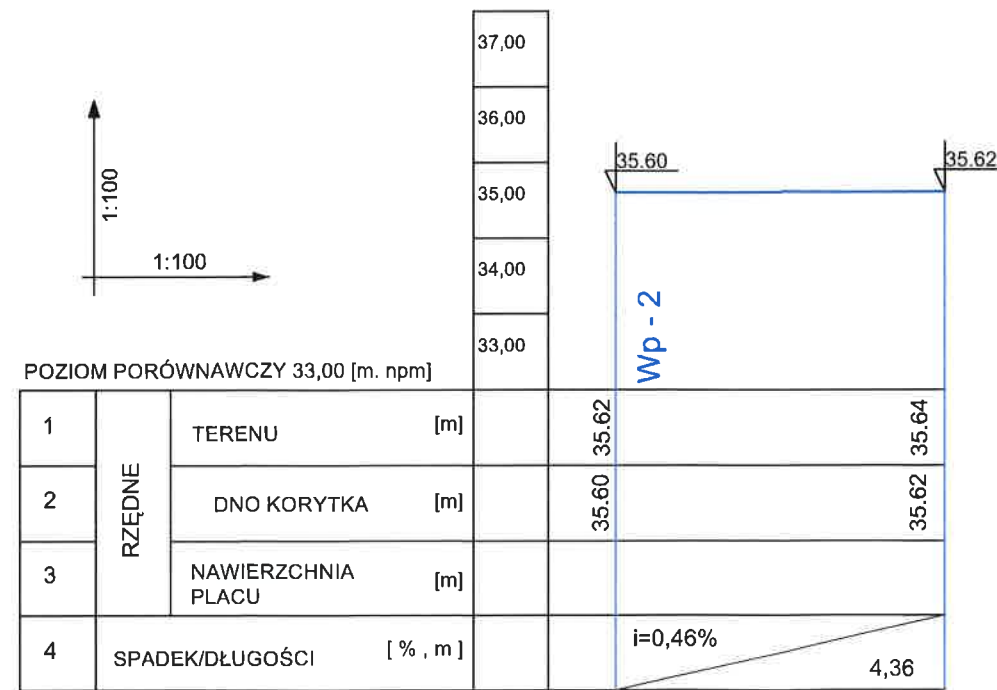 37,00
36,00
35,00
34,00
33,00
1:100
1:100
35.60
35.62
Wp - 2
POZIOM PORÓWNAWCZY 33,00 [m. npm]
RZĘDNE
1 TERENU [m] 35.62 35.64
2 DNO KORYTKA [m] 35.60 35.62
3 NAWIERZCHNIA PLACU [m]
4 SPADEK/DŁUGOŚCI [ % , m ] i=0,46% 4,36